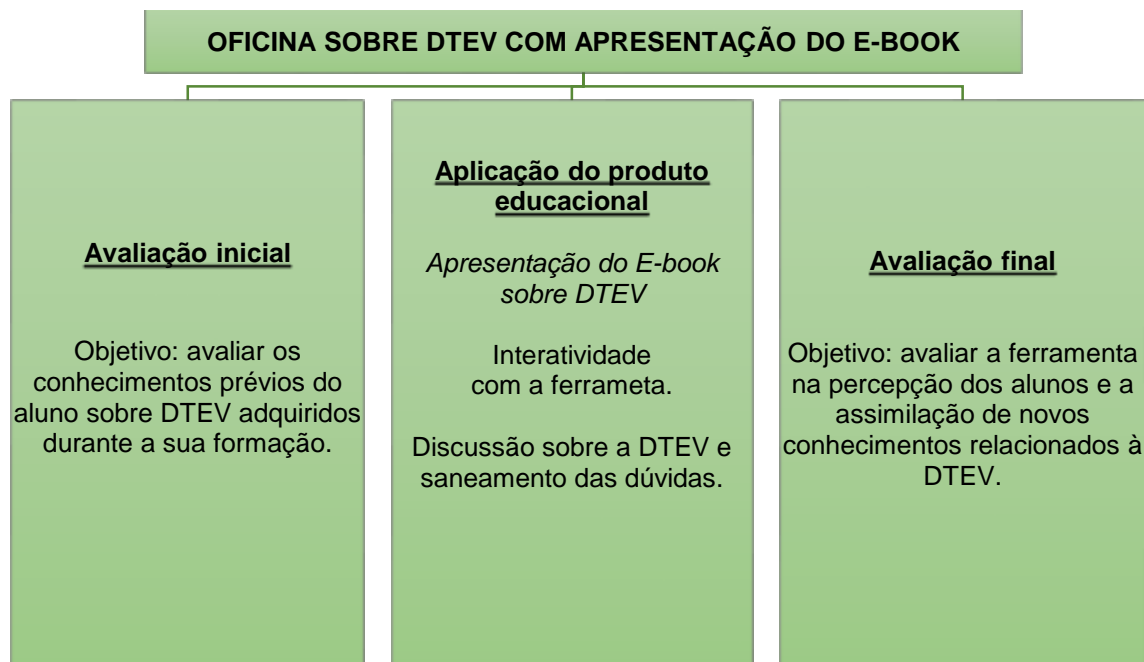 OFICINA SOBRE DTEV COM APRESENTAÇÃO DO E-BOOK
Avaliação inicial
Objetivo: avaliar os
conhecimentos prévios do
aluno sobre DTEV adquiridos
durante a sua formação.
Aplicação do produto
educacional
Apresentação do E-book
sobre DTEV
Interatividade
com a ferrameta.
Discussão sobre a DTEV e
saneamento das dúvidas.
Avaliação final
Objetivo: avaliar a ferramenta
na percepção dos alunos e a
assimilação de novos
conhecimentos relacionados à
DTEV.